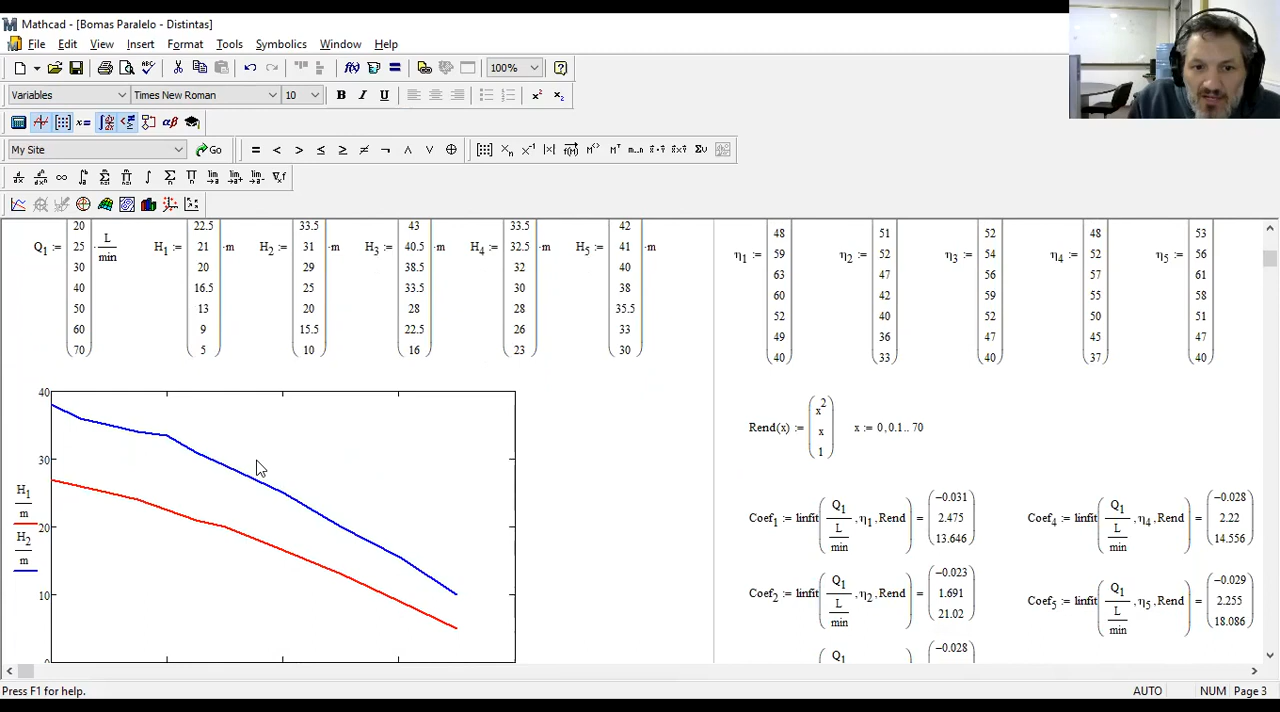 Mathcad - [Bomas Paralelo - Distintas]
File Edit View Insert Format Tools Symbolics Window Help
100%
Variables Times New Roman 10 B I U
My Site Go
20 22.5 33.5 43 33.5 42
Q1 := 25 · L/min H1 := 21 ·m H2 := 31 ·m H3 := 40.5 ·m H4 := 32.5 ·m H5 := 41 ·m
30 20 29 38.5 32 40
40 16.5 25 33.5 30 38
50 13 20 28 28 35.5
60 9 15.5 22.5 26 33
70 5 10 16 23 30
48 51 52 48 53
η1 := 59 η2 := 52 η3 := 54 η4 := 52 η5 := 56
63 47 56 57 61
60 42 59 55 58
52 40 52 50 51
49 36 47 45 47
40 33 40 37 40
40
30
20
10
0
H1
m
H2
m
Rend(x) := (x² x 1) x := 0,0.1.. 70
Coef1 := linfit(Q1/(L/min), η1, Rend) = (−0.031 2.475 13.646) Coef4 := linfit(Q1/(L/min), η4, Rend) = (−0.028 2.22 14.556)
Coef2 := linfit(Q1/(L/min), η2, Rend) = (−0.023 1.691 21.02) Coef5 := linfit(Q1/(L/min), η5, Rend) = (−0.029 2.255 18.086)
Q1 −0.028
Press F1 for help. AUTO NUM Page 3